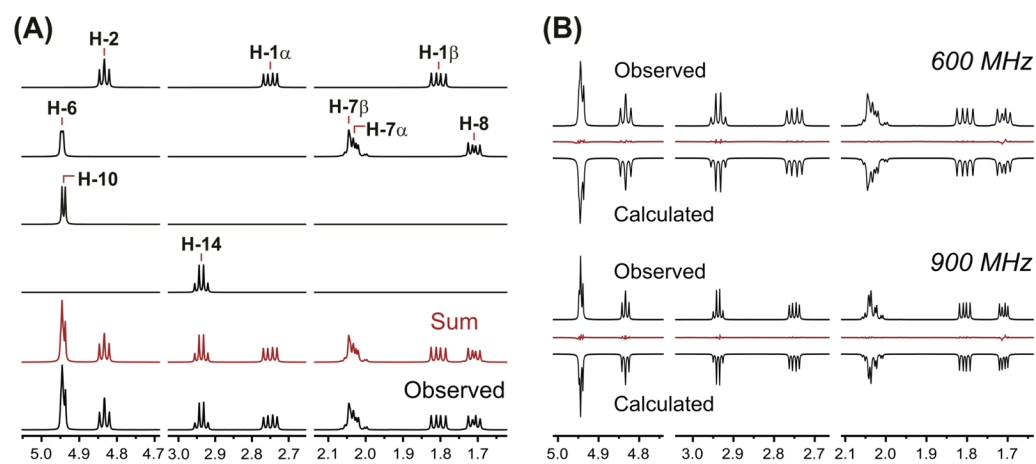 (A)
H-2
H-1α
H-1β
H-6
H-7β
H-7α
H-8
H-10
H-14
Sum
Observed
5.0 4.9 4.8 4.7 3.0 2.9 2.8 2.7 2.1 2.0 1.9 1.8 1.7
(B)
600 MHz
Observed
Calculated
900 MHz
Observed
Calculated
5.0 4.9 4.8 3.0 2.9 2.8 2.7 2.1 2.0 1.9 1.8 1.7